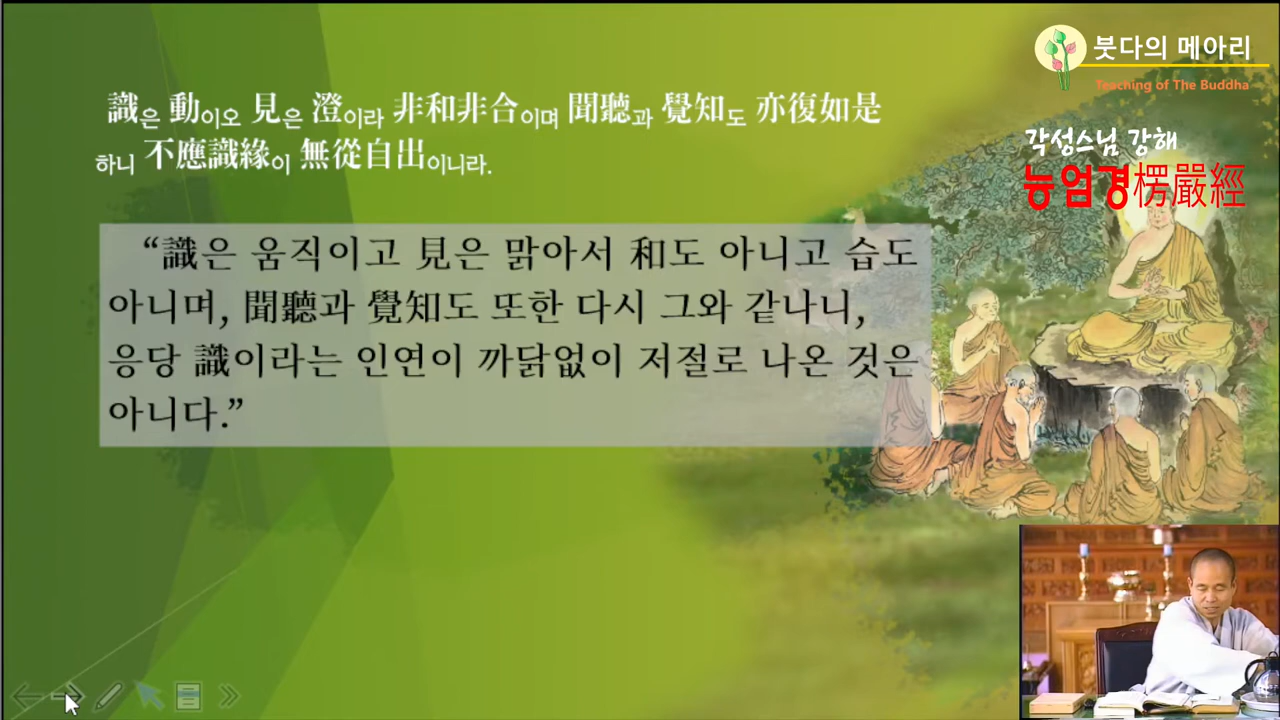 붓다의 메아리
Teaching of The Buddha
각성스님 강해
능엄경楞嚴經
識은 動이오 見은 澄이라 非和非合이며 聞聽과 覺知도 亦復如是
하니 不應識緣이 無從自出이니라.
“識은 움직이고 見은 맑아서 和도 아니고 습도
아니며, 聞聽과 覺知도 또한 다시 그와 같나니,
응당 識이라는 인연이 까닭없이 저절로 나온 것은
아니다.”